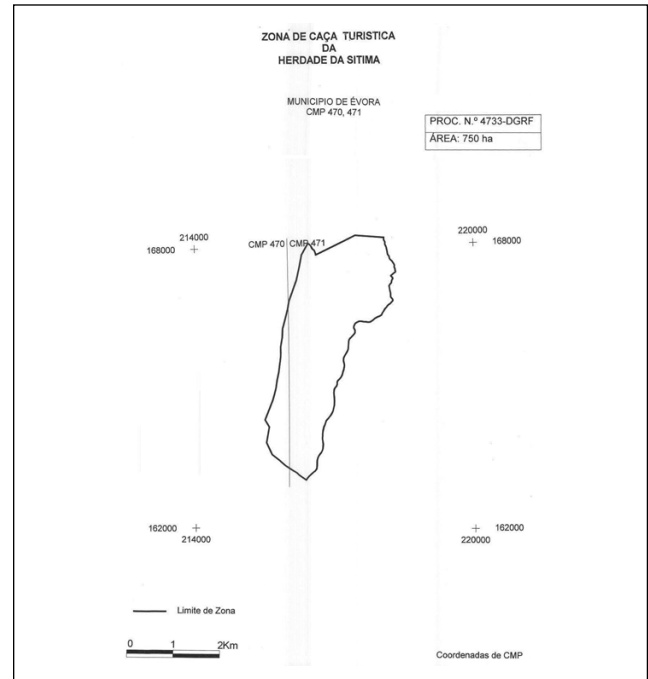 ZONA DE CAÇA TURISTICA
DA
HERDADE DA SITIMA
MUNICIPIO DE ÉVORA
CMP 470, 471
PROC. N.º 4733-DGRF
ÁREA: 750 ha
214000
168000
CMP 470
CMP 471
220000
168000
162000
214000
162000
220000
Limite de Zona
0 1 2Km
Coordenadas de CMP